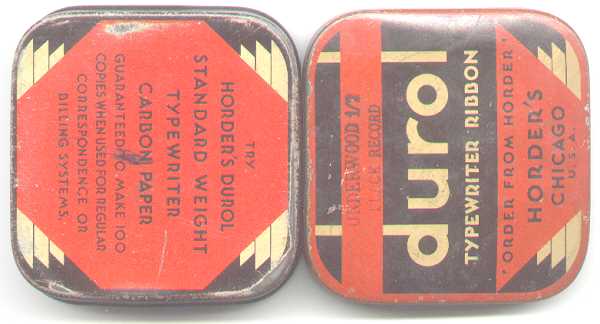 TRY
HORDER'S DUROL
STANDARD WEIGHT
TYPEWRITER
CARBON PAPER
GUARANTEED TO MAKE 100
COPIES WHEN USED FOR REGULAR
CORRESPONDENCE OR
BILLING SYSTEMS.
UNDERWOOD 1/2
BLACK RECORD
durol
TYPEWRITER RIBBON
"ORDER FROM HORDER"
HORDER'S
CHICAGO
U.S.A.